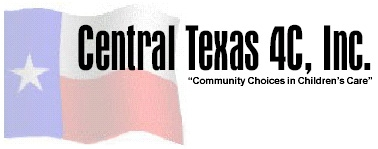 Central Texas 4C, Inc.
"Community Choices in Children's Care"